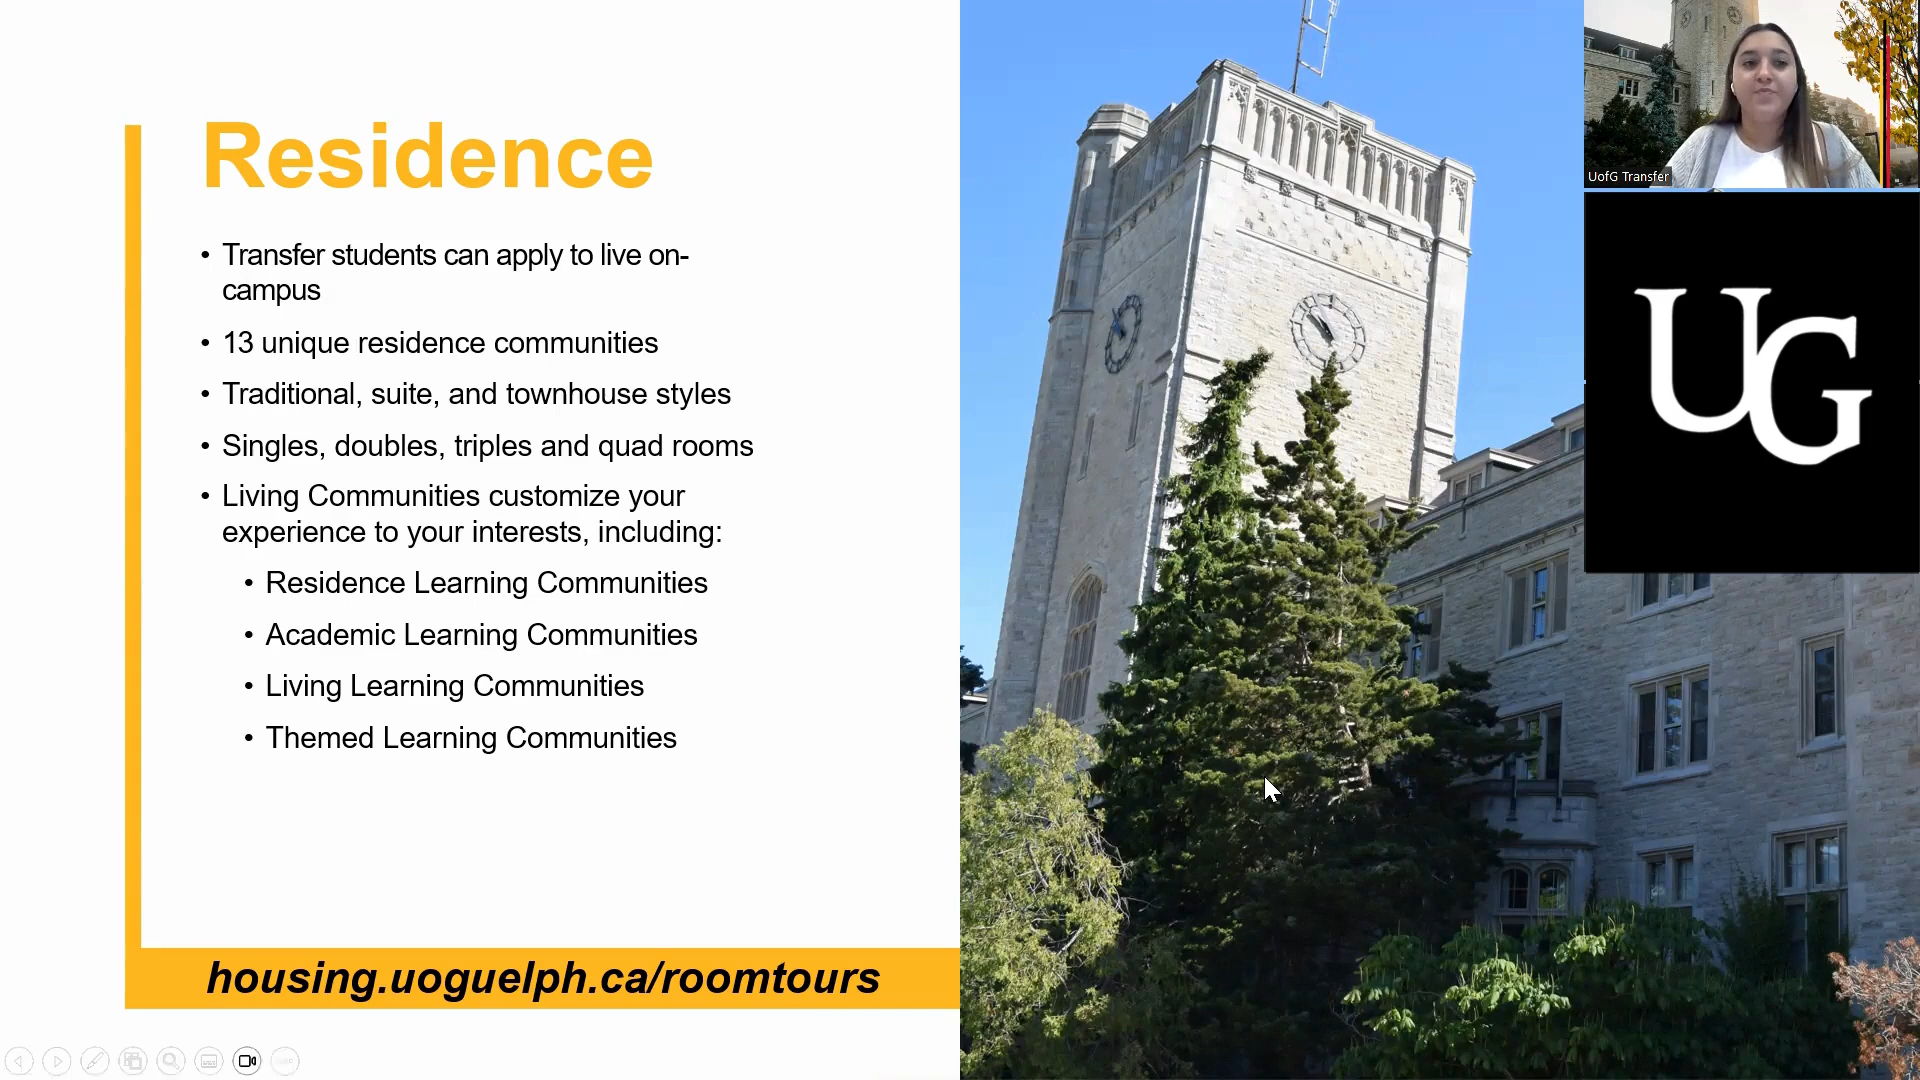 Residence
• Transfer students can apply to live on-
campus
• 13 unique residence communities
• Traditional, suite, and townhouse styles
• Singles, doubles, triples and quad rooms
• Living Communities customize your
experience to your interests, including:
• Residence Learning Communities
• Academic Learning Communities
• Living Learning Communities
• Themed Learning Communities
housing.uoguelph.ca/roomtours
UofG Transfer
UG